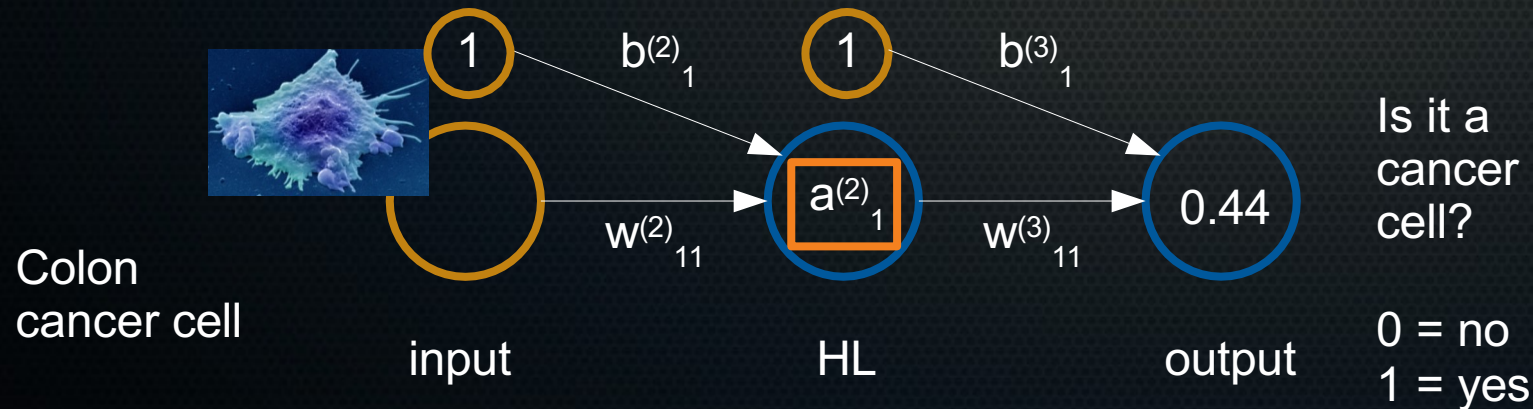 1 b(2)1 1 b(3)1
Colon
cancer cell
w(2)11
a(2)1
w(3)11
0.44
Is it a
cancer
cell?
0 = no
1 = yes
input HL output